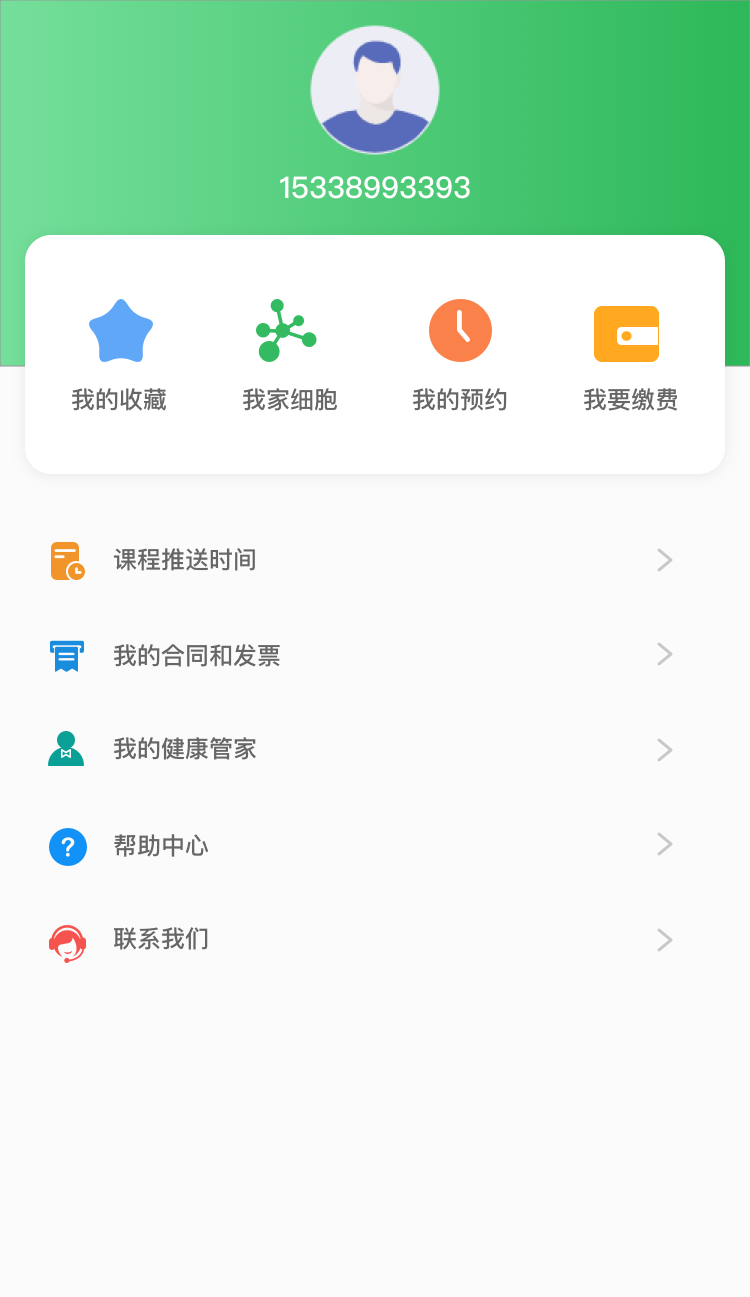 15338993393
我的收藏 我家细胞 我的预约 我要缴费
课程推送时间
我的合同和发票
我的健康管家
?
帮助中心
联系我们